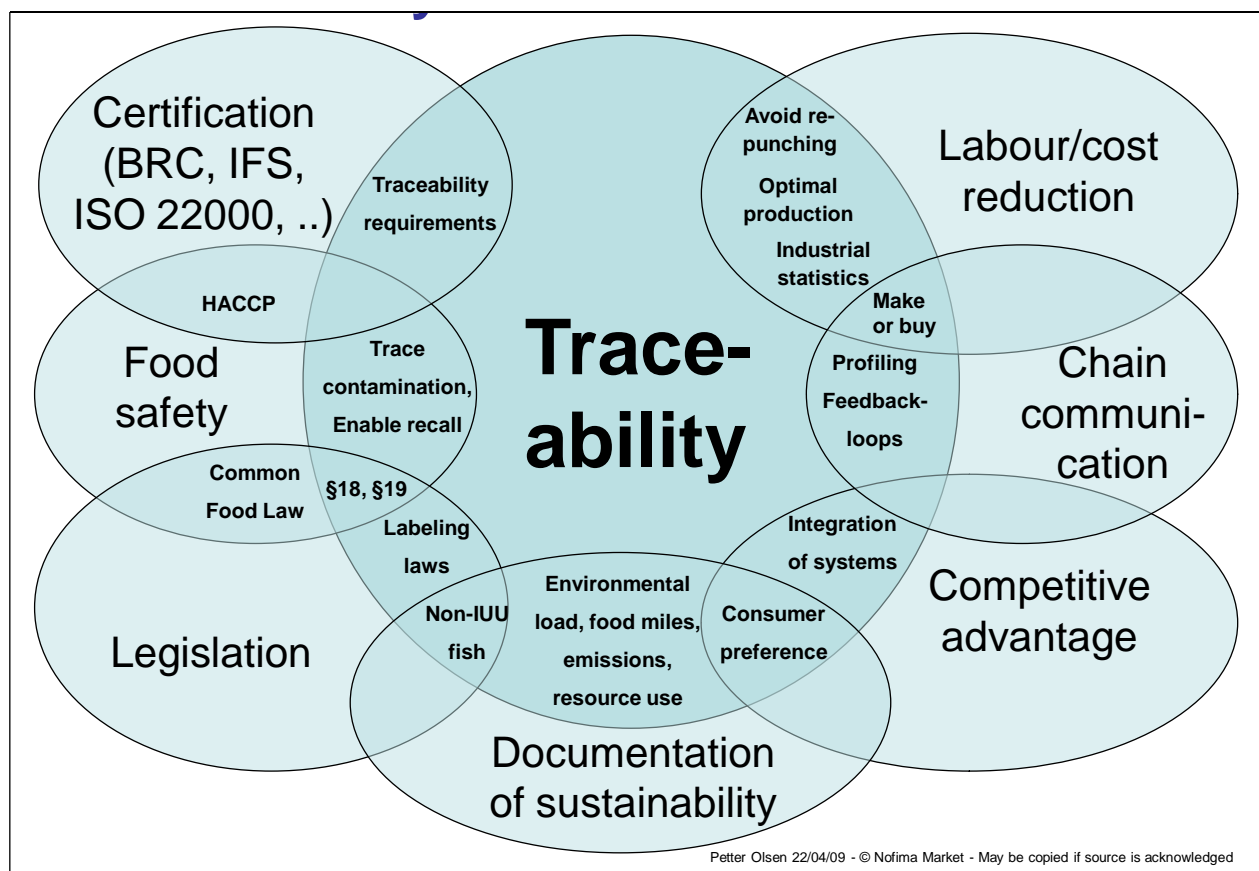 Certification
(BRC, IFS,
ISO 22000, ..)
Traceability
requirements
Avoid re-
punching
Optimal
production
Industrial
statistics
Labour/cost
reduction
HACCP
Food
safety
Trace
contamination,
Enable recall
Trace-
ability
Make
or buy
Profiling
Feedback-
loops
Chain
communi-
cation
Common
Food Law
§18, §19
Labeling
laws
Non-IUU
fish
Legislation
Environmental
load, food miles,
emissions,
resource use
Integration
of systems
Consumer
preference
Competitive
advantage
Documentation
of sustainability
Petter Olsen 22/04/09 - © Nofima Market - May be copied if source is acknowledged